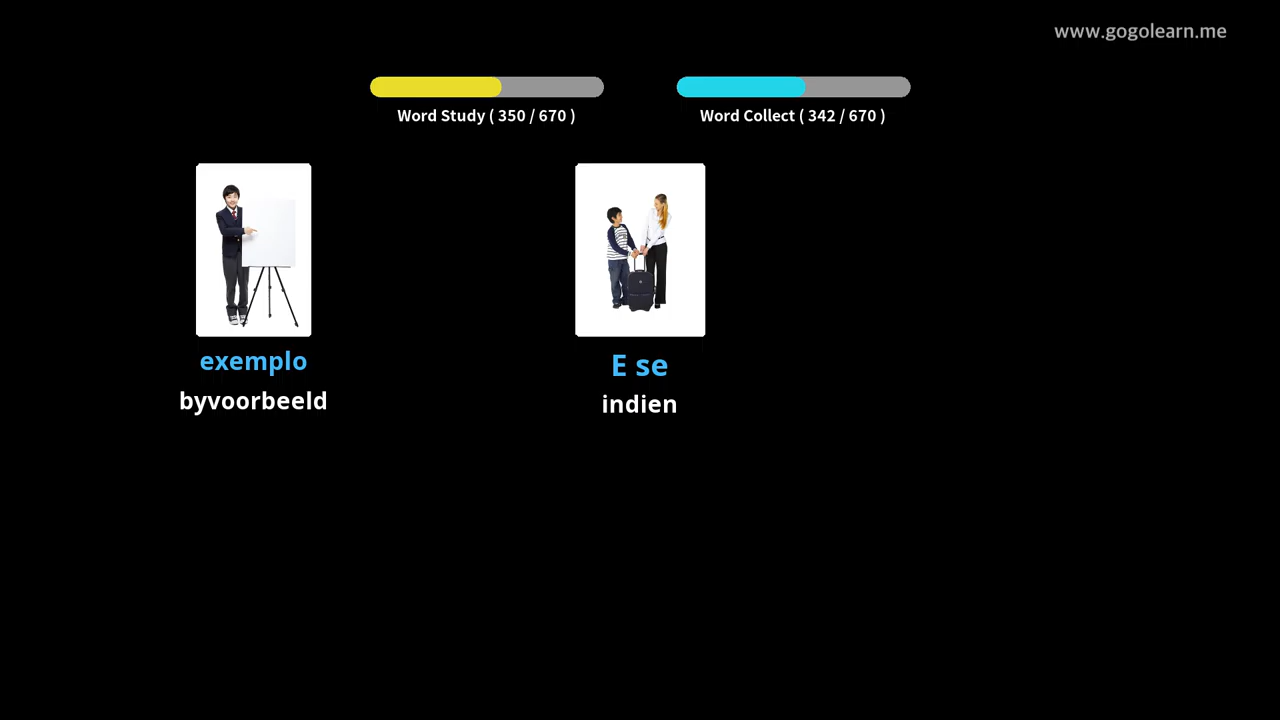 www.gogolearn.me
Word Study ( 350 / 670 )
Word Collect ( 342 / 670 )
exemplo
byvoorbeeld
E se
indien